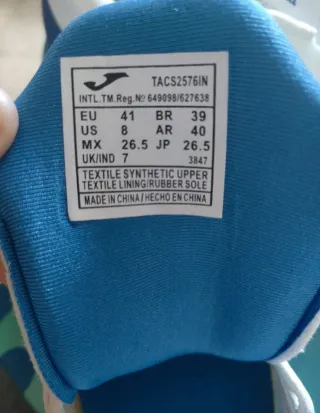 TACS2576IN
INTL.TM.Reg.Nº 649098/627638
EU 41 BR 39
US 8 AR 40
MX 26.5 JP 26.5
UK/IND 7 3847
TEXTILE SYNTHETIC UPPER
TEXTILE LINING/RUBBER SOLE
MADE IN CHINA/HECHO EN CHINA